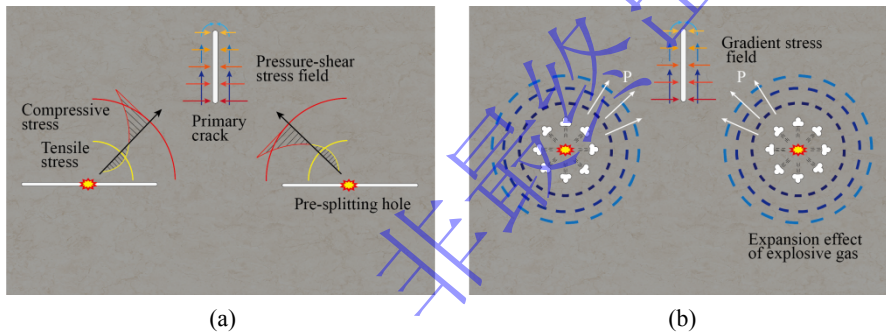 Pressure-shear
stress field
Compressive
stress
Tensile
stress
Primary
crack
Pre-splitting hole
(a)
Gradient stress
field
P
P
Expansion effect
of explosive gas
(b)